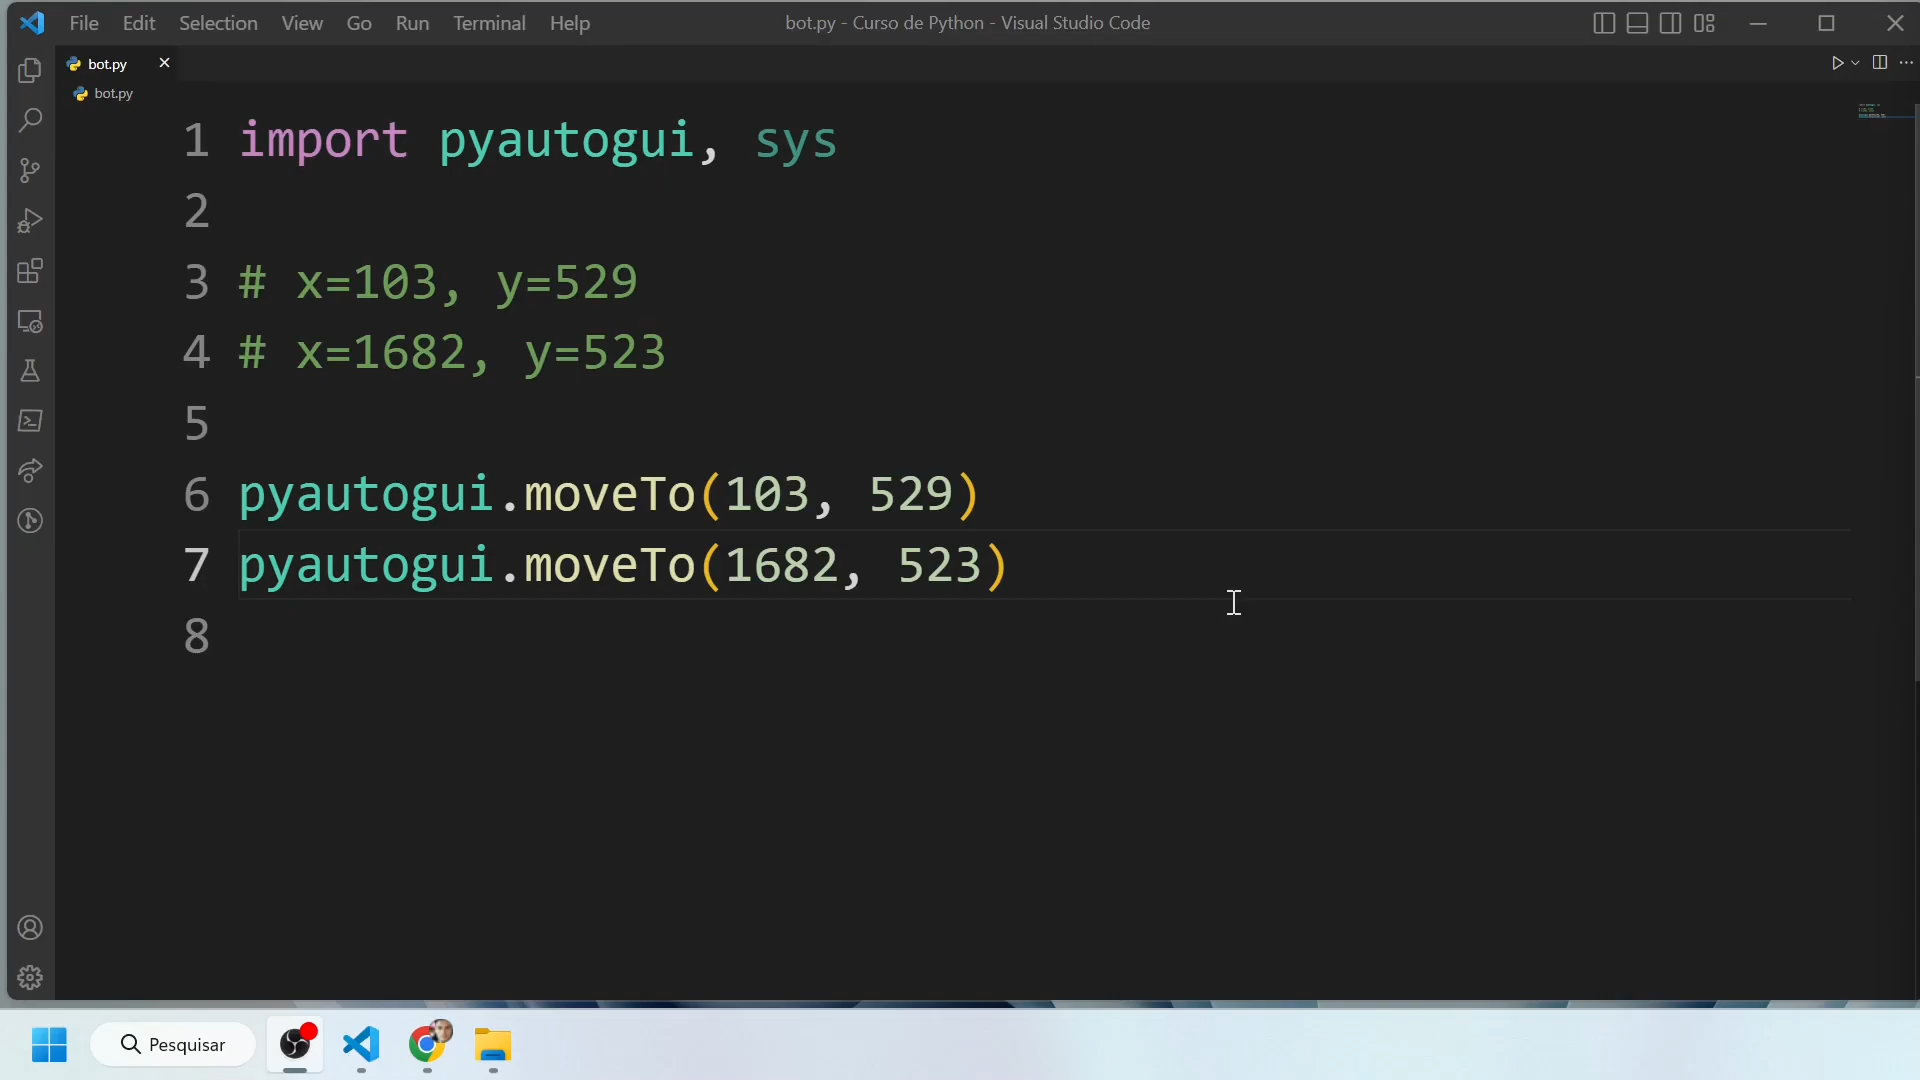 File Edit Selection View Go Run Terminal Help
bot.py - Curso de Python - Visual Studio Code
bot.py
bot.py
1 import pyautogui, sys
2
3 # x=103, y=529
4 # x=1682, y=523
5
6 pyautogui.moveTo(103, 529)
7 pyautogui.moveTo(1682, 523)
8
Pesquisar